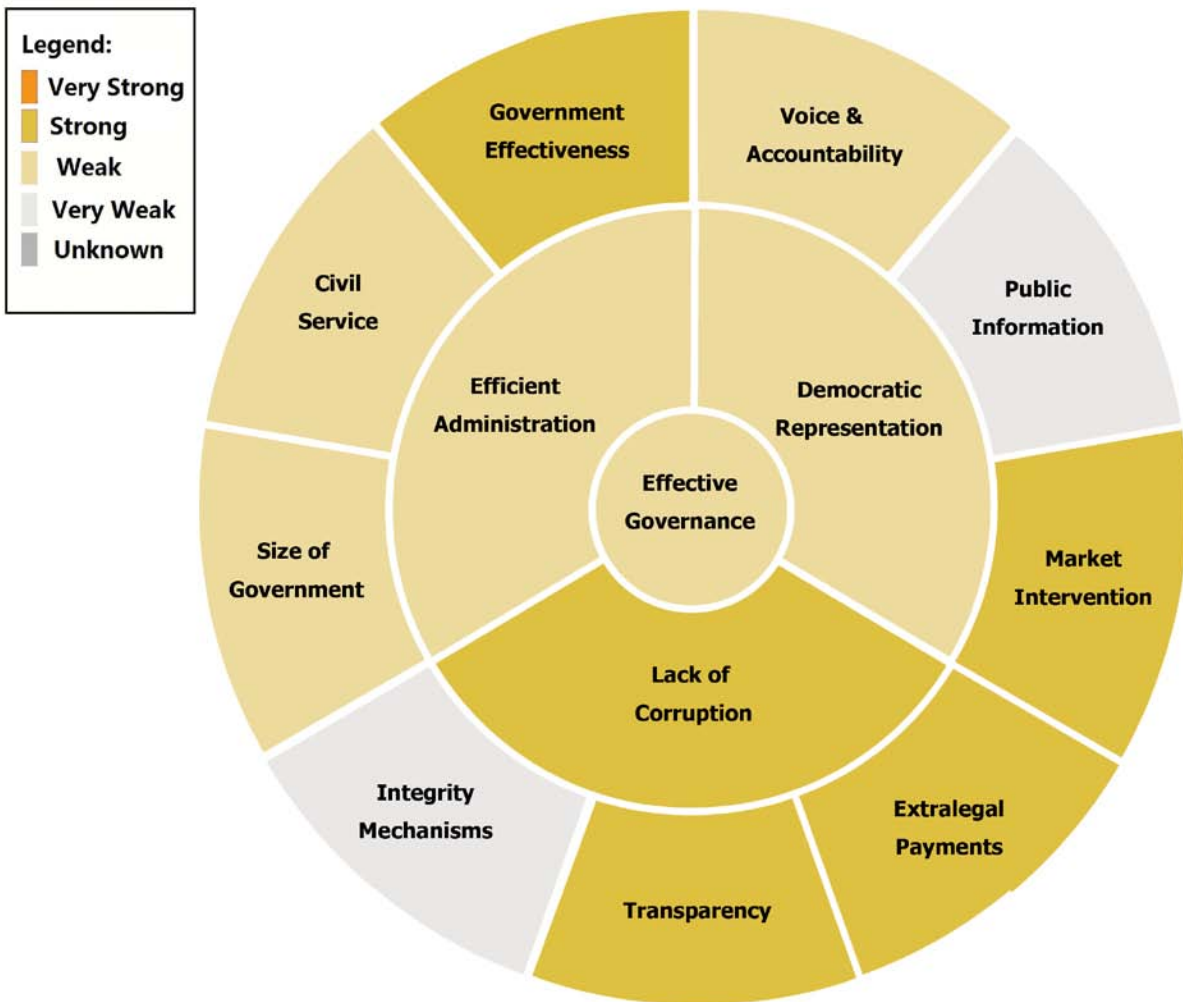 Legend:
Very Strong
Strong
Weak
Very Weak
Unknown
Government
Effectiveness
Voice &
Accountability
Civil
Service
Public
Information
Efficient
Administration
Democratic
Representation
Effective
Governance
Size of
Government
Market
Intervention
Lack of
Corruption
Integrity
Mechanisms
Extralegal
Payments
Transparency